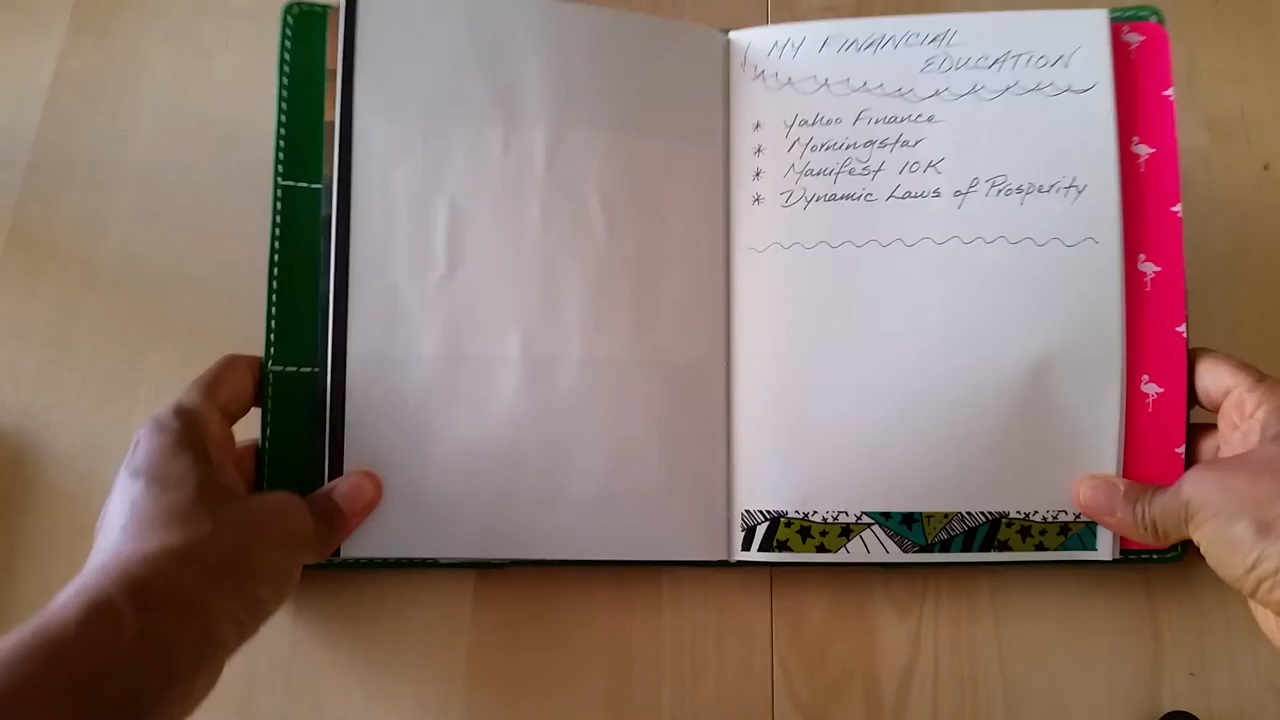 MY FINANCIAL
EDUCATION
* Yahoo Finance
* Morningstar
* Manifest 10K
* Dynamic Laws of Prosperity